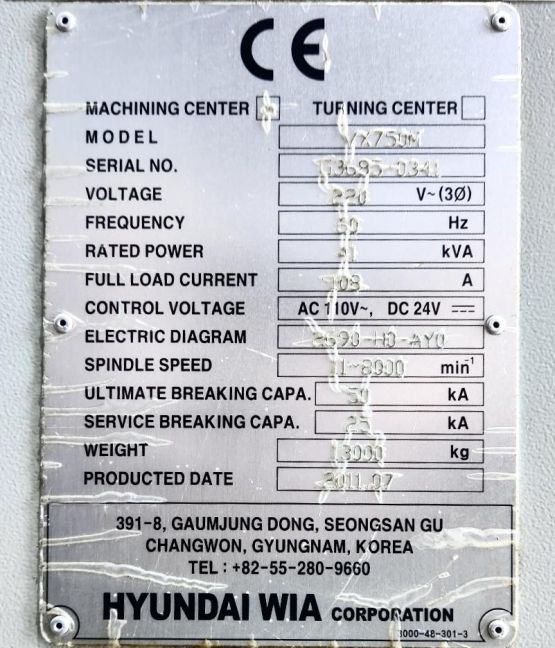 CE
MACHINING CENTER TURNING CENTER
MODEL
SERIAL NO.
VOLTAGE 220 V~(3Ø)
FREQUENCY 60 Hz
RATED POWER kVA
FULL LOAD CURRENT A
CONTROL VOLTAGE AC 110V~, DC 24V
ELECTRIC DIAGRAM
SPINDLE SPEED min⁻¹
ULTIMATE BREAKING CAPA. kA
SERVICE BREAKING CAPA. 25 kA
WEIGHT 13000 kg
PRODUCTED DATE 2011.07
391-8, GAUMJUNG DONG, SEONGSAN GU
CHANGWON, GYUNGNAM, KOREA
TEL : +82-55-280-9660
HYUNDAI WIA CORPORATION